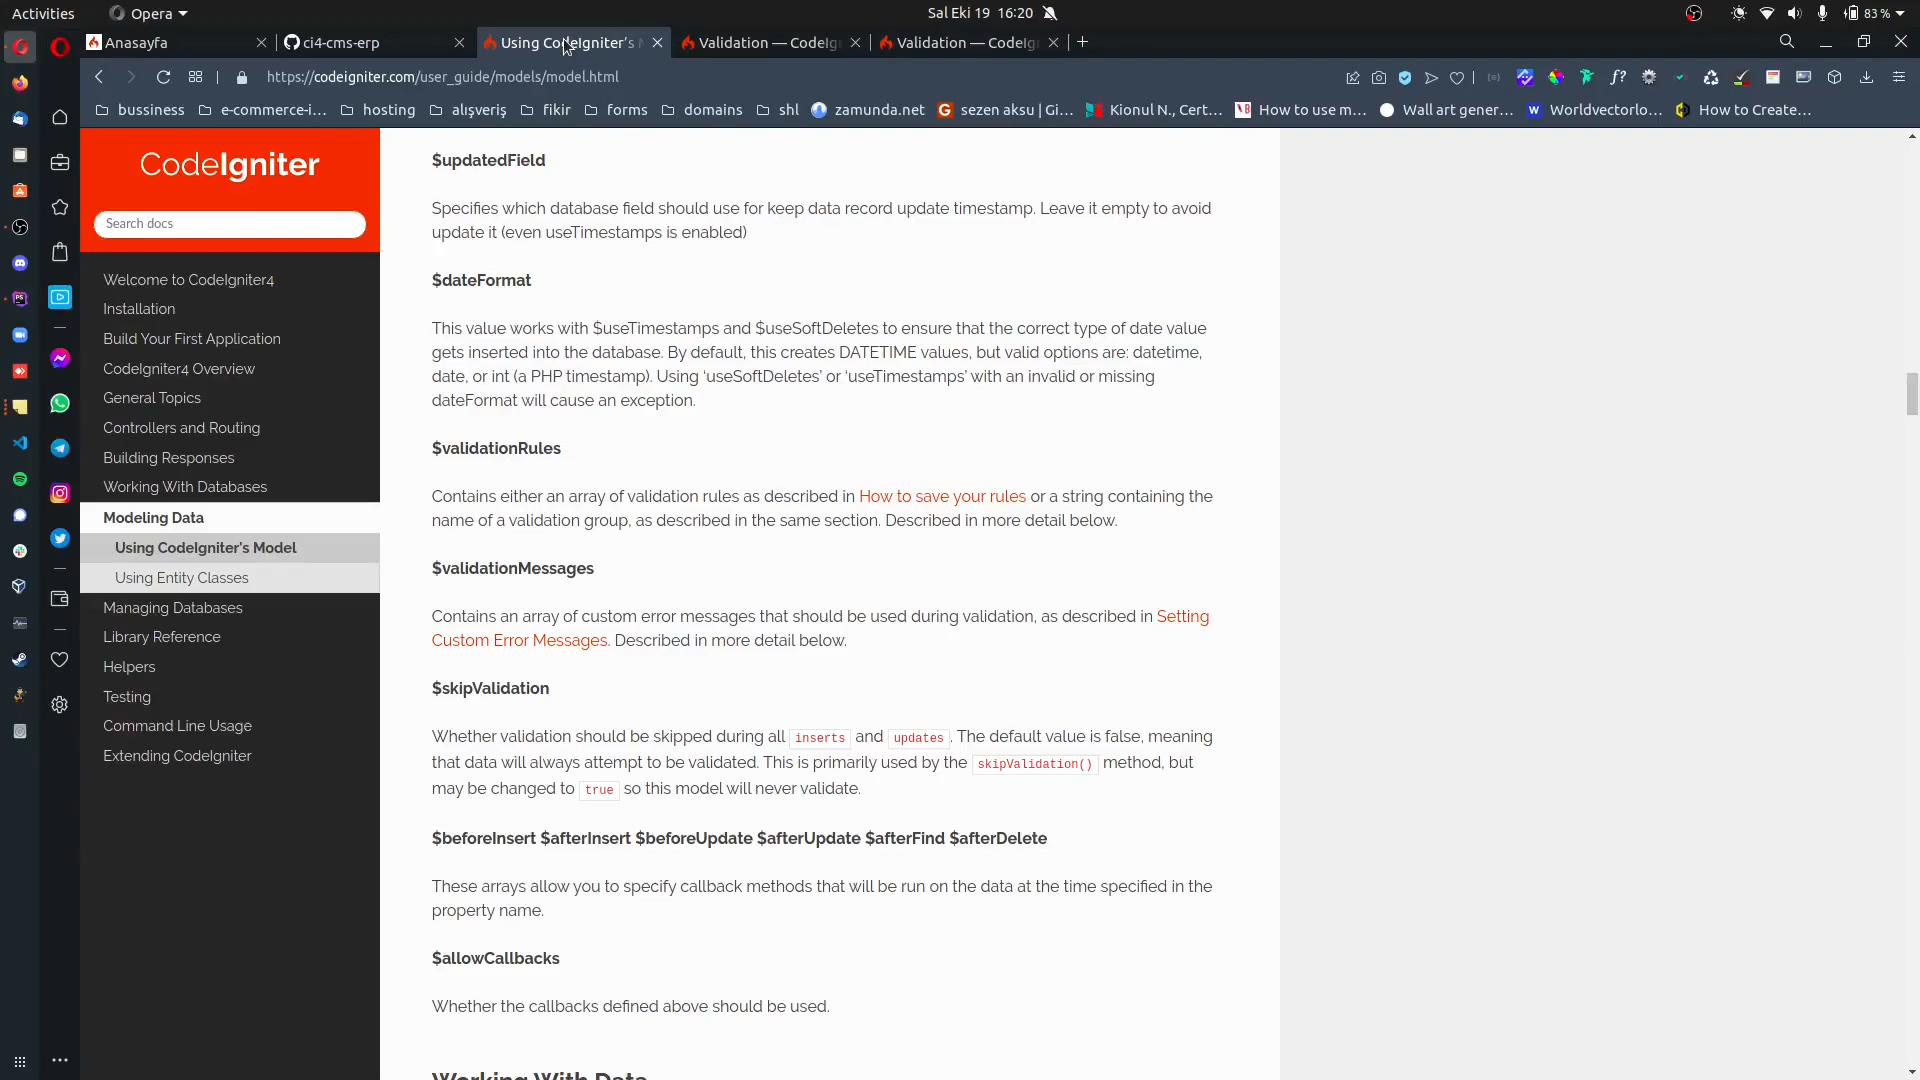 Activities
Opera
Sal Eki 19 16:20
83 %
Anasayfa
ci4-cms-erp
Using CodeIgniter's
Validation — CodeIg
Validation — CodeIg
https://codeigniter.com/user_guide/models/model.html
bussiness
e-commerce-i...
hosting
alışveriş
fikir
forms
domains
shl
zamunda.net
sezen aksu | Gi...
Kionul N., Cert...
How to use m...
Wall art gener...
Worldvectorlo...
How to Create...
CodeIgniter
Search docs
Welcome to CodeIgniter4
Installation
Build Your First Application
CodeIgniter4 Overview
General Topics
Controllers and Routing
Building Responses
Working With Databases
Modeling Data
Using CodeIgniter's Model
Using Entity Classes
Managing Databases
Library Reference
Helpers
Testing
Command Line Usage
Extending CodeIgniter
$updatedField
Specifies which database field should use for keep data record update timestamp. Leave it empty to avoid
update it (even useTimestamps is enabled)
$dateFormat
This value works with $useTimestamps and $useSoftDeletes to ensure that the correct type of date value
gets inserted into the database. By default, this creates DATETIME values, but valid options are: datetime,
date, or int (a PHP timestamp). Using ‘useSoftDeletes’ or ‘useTimestamps’ with an invalid or missing
dateFormat will cause an exception.
$validationRules
Contains either an array of validation rules as described in How to save your rules or a string containing the
name of a validation group, as described in the same section. Described in more detail below.
$validationMessages
Contains an array of custom error messages that should be used during validation, as described in Setting
Custom Error Messages. Described in more detail below.
$skipValidation
Whether validation should be skipped during all inserts and updates. The default value is false, meaning
that data will always attempt to be validated. This is primarily used by the skipValidation() method, but
may be changed to true so this model will never validate.
$beforeInsert $afterInsert $beforeUpdate $afterUpdate $afterFind $afterDelete
These arrays allow you to specify callback methods that will be run on the data at the time specified in the
property name.
$allowCallbacks
Whether the callbacks defined above should be used.
Working With Data